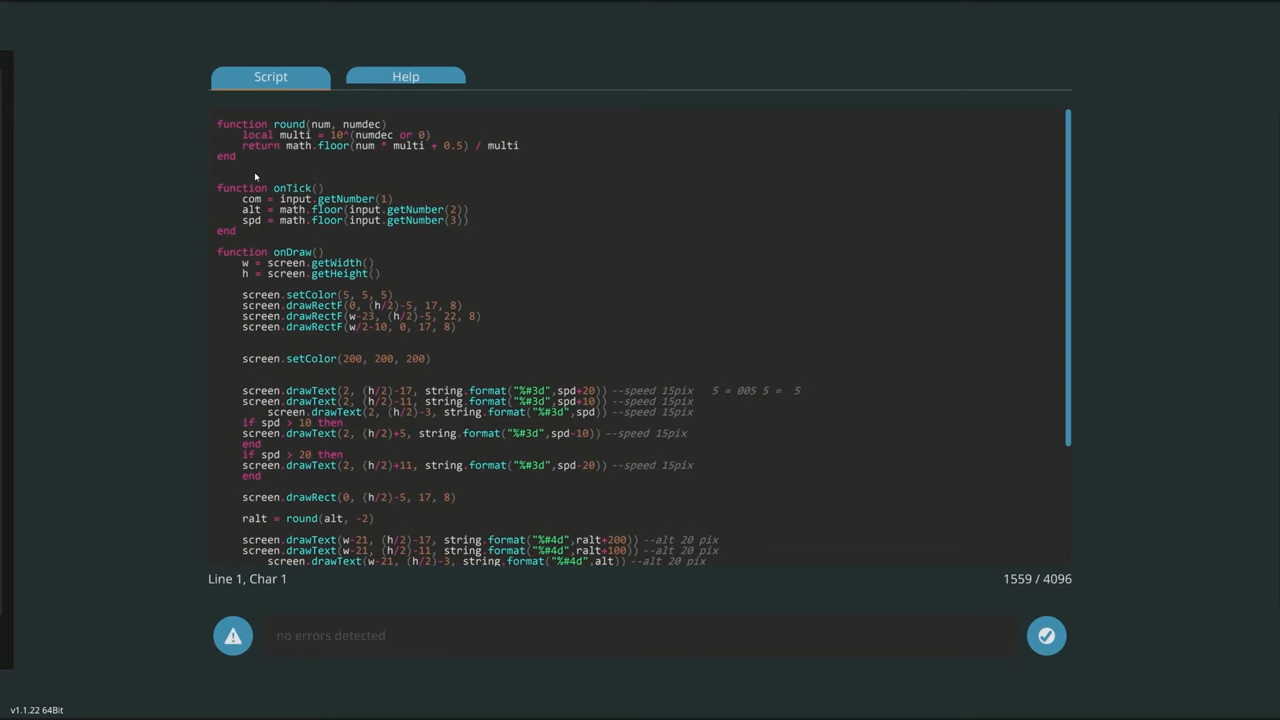 Script
Help
function round(num, numdec)
    local multi = 10^(numdec or 0)
    return math.floor(num * multi + 0.5) / multi
end
function onTick()
    com = input.getNumber(1)
    alt = math.floor(input.getNumber(2))
    spd = math.floor(input.getNumber(3))
end
function onDraw()
    w = screen.getWidth()
    h = screen.getHeight()
    screen.setColor(5, 5, 5)
    screen.drawRectF(0, (h/2)-5, 17, 8)
    screen.drawRectF(w-23, (h/2)-5, 22, 8)
    screen.drawRectF(w/2-10, 0, 17, 8)
    screen.setColor(200, 200, 200)
    screen.drawText(2, (h/2)-17, string.format("%#3d",spd+20)) --speed 15pix   5 = 005 5 =  5
    screen.drawText(2, (h/2)-11, string.format("%#3d",spd+10)) --speed 15pix
        screen.drawText(2, (h/2)-3, string.format("%#3d",spd)) --speed 15pix
    if spd > 10 then
    screen.drawText(2, (h/2)+5, string.format("%#3d",spd-10)) --speed 15pix
    end
    if spd > 20 then
    screen.drawText(2, (h/2)+11, string.format("%#3d",spd-20)) --speed 15pix
    end
    screen.drawRect(0, (h/2)-5, 17, 8)
    ralt = round(alt, -2)
    screen.drawText(w-21, (h/2)-17, string.format("%#4d",ralt+200)) --alt 20 pix
    screen.drawText(w-21, (h/2)-11, string.format("%#4d",ralt+100)) --alt 20 pix
        screen.drawText(w-21, (h/2)-3, string.format("%#4d",alt)) --alt 20 pix
Line 1, Char 1
1559 / 4096
no errors detected
v1.1.22 64Bit